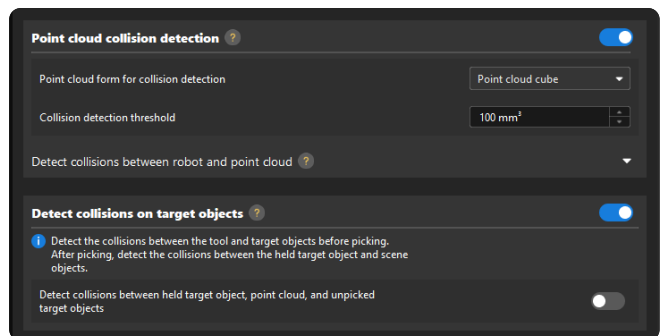 Point cloud collision detection ?
Point cloud form for collision detection
Point cloud cube
Collision detection threshold
100 mm³
Detect collisions between robot and point cloud ?
Detect collisions on target objects ?
i Detect the collisions between the tool and target objects before picking.
After picking, detect the collisions between the held target object and scene
objects.
Detect collisions between held target object, point cloud, and unpicked
target objects